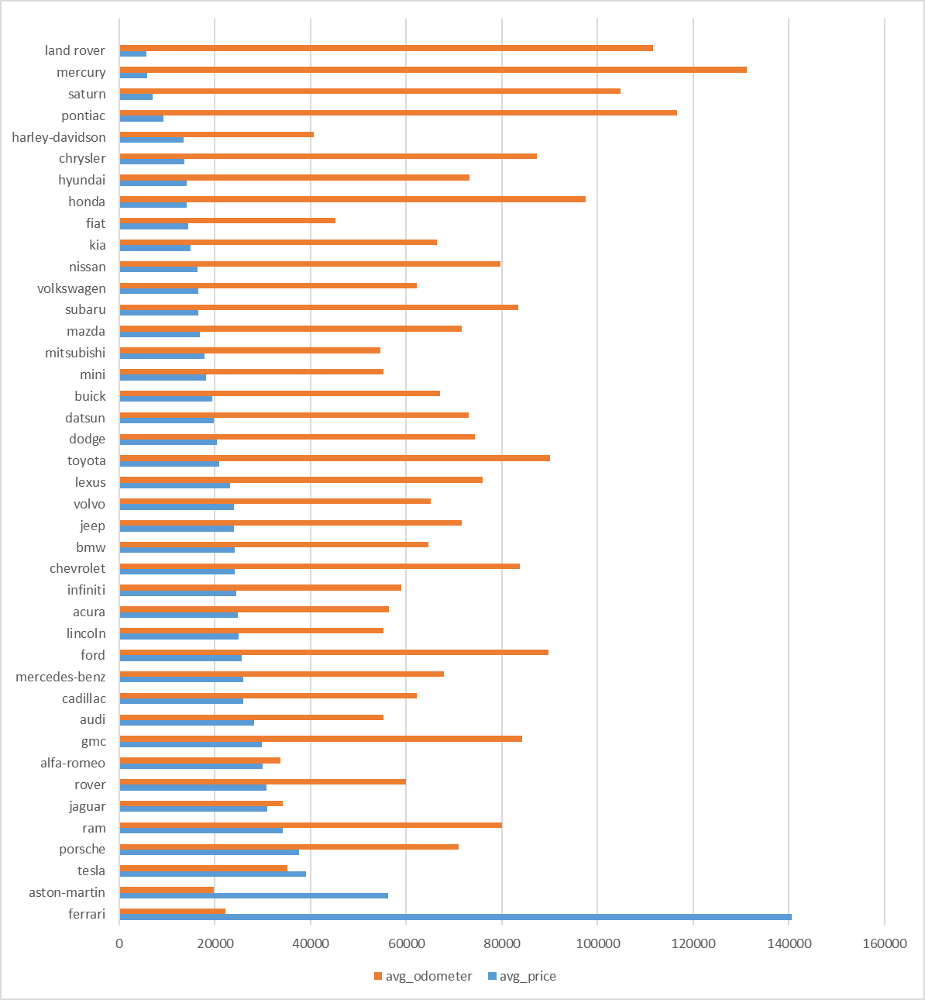 land rover
mercury
saturn
pontiac
harley-davidson
chrysler
hyundai
honda
fiat
kia
nissan
volkswagen
subaru
mazda
mitsubishi
mini
buick
datsun
dodge
toyota
lexus
volvo
jeep
bmw
chevrolet
infiniti
acura
lincoln
ford
mercedes-benz
cadillac
audi
gmc
alfa-romeo
rover
jaguar
ram
porsche
tesla
aston-martin
ferrari
0 20000 40000 60000 80000 100000 120000 140000 160000
avg_odometer avg_price